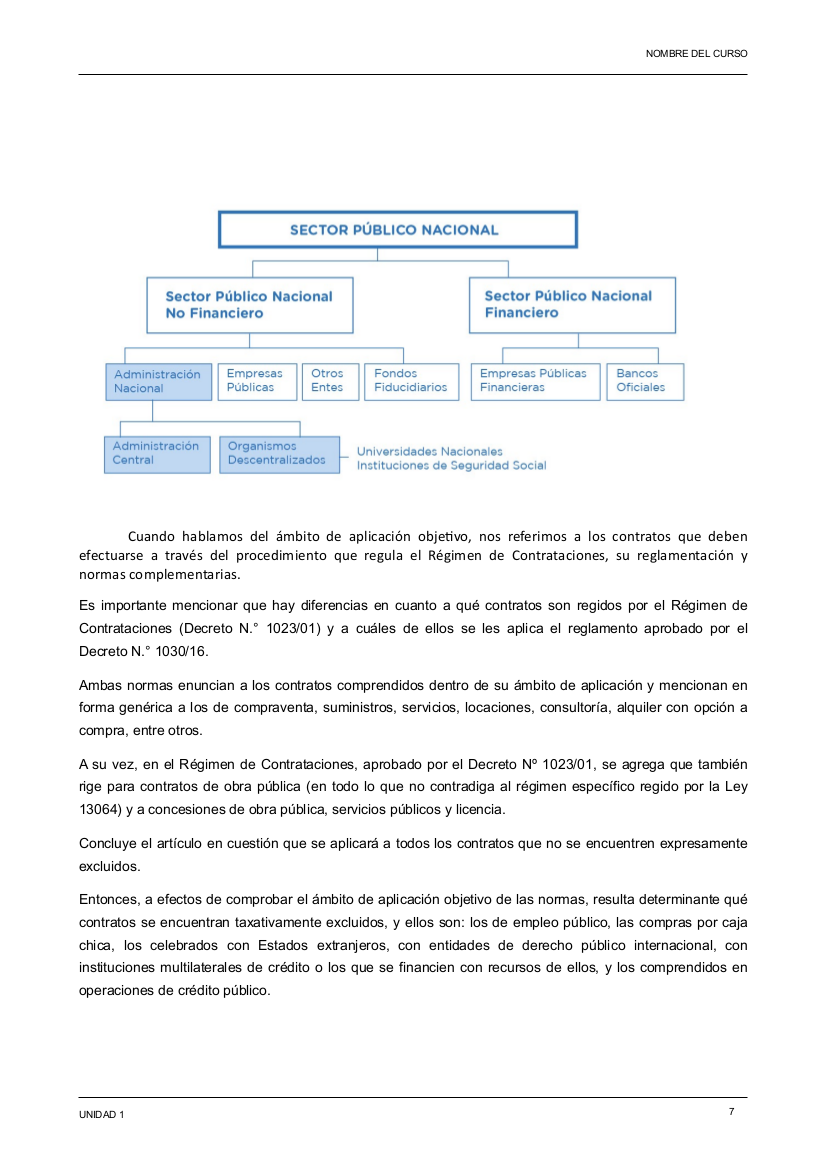 NOMBRE DEL CURSO
SECTOR PÚBLICO NACIONAL
Sector Público Nacional
No Financiero
Sector Público Nacional
Financiero
Administración
Nacional
Empresas
Públicas
Otros
Entes
Fondos
Fiducidiarios
Empresas Públicas
Financieras
Bancos
Oficiales
Administración
Central
Organismos
Descentralizados
Universidades Nacionales
Instituciones de Seguridad Social
Cuando hablamos del ámbito de aplicación objetivo, nos referimos a los contratos que deben
efectuarse a través del procedimiento que regula el Régimen de Contrataciones, su reglamentación y
normas complementarias.
Es importante mencionar que hay diferencias en cuanto a qué contratos son regidos por el Régimen de
Contrataciones (Decreto N.° 1023/01) y a cuáles de ellos se les aplica el reglamento aprobado por el
Decreto N.° 1030/16.
Ambas normas enuncian a los contratos comprendidos dentro de su ámbito de aplicación y mencionan en
forma genérica a los de compraventa, suministros, servicios, locaciones, consultoría, alquiler con opción a
compra, entre otros.
A su vez, en el Régimen de Contrataciones, aprobado por el Decreto Nº 1023/01, se agrega que también
rige para contratos de obra pública (en todo lo que no contradiga al régimen específico regido por la Ley
13064) y a concesiones de obra pública, servicios públicos y licencia.
Concluye el artículo en cuestión que se aplicará a todos los contratos que no se encuentren expresamente
excluidos.
Entonces, a efectos de comprobar el ámbito de aplicación objetivo de las normas, resulta determinante qué
contratos se encuentran taxativamente excluidos, y ellos son: los de empleo público, las compras por caja
chica, los celebrados con Estados extranjeros, con entidades de derecho público internacional, con
instituciones multilaterales de crédito o los que se financien con recursos de ellos, y los comprendidos en
operaciones de crédito público.
UNIDAD 1
7